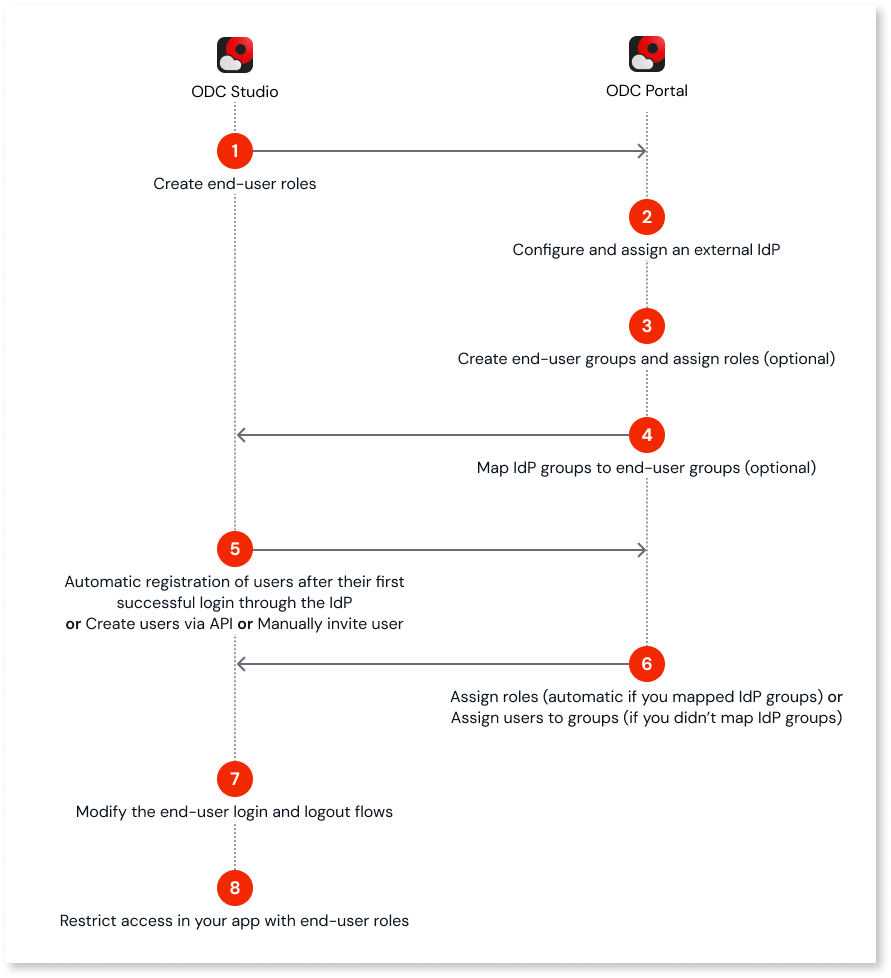 ODC Studio
ODC Portal
1
Create end-user roles
2
Configure and assign an external IdP
3
Create end-user groups and assign roles (optional)
4
Map IdP groups to end-user groups (optional)
5
Automatic registration of users after their first
successful login through the IdP
or Create users via API or Manually invite user
6
Assign roles (automatic if you mapped IdP groups) or
Assign users to groups (if you didn’t map IdP groups)
7
Modify the end-user login and logout flows
8
Restrict access in your app with end-user roles